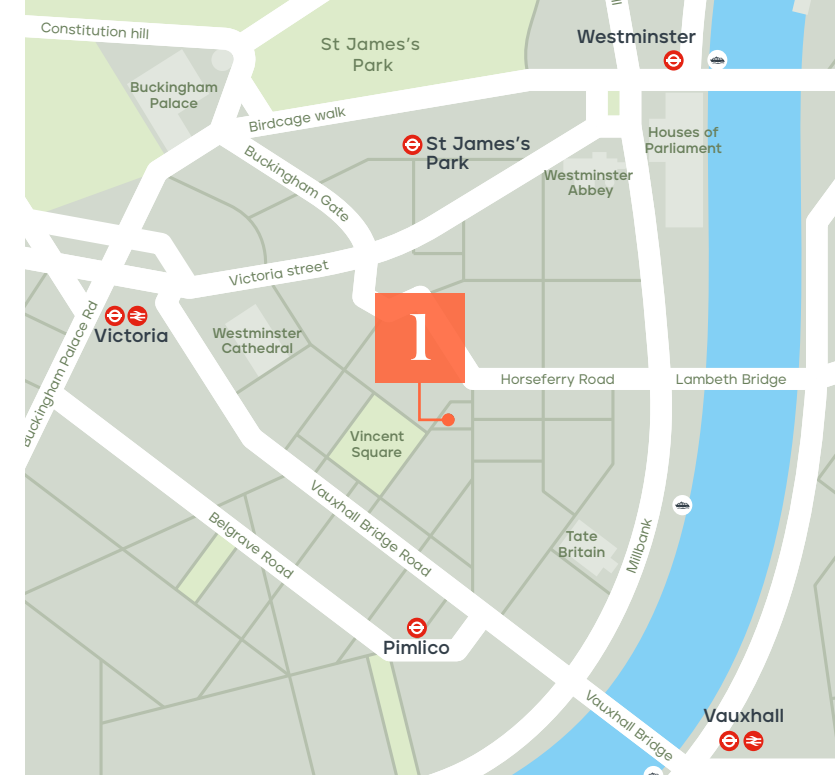 Constitution hill
St James's
Park
Westminster
Buckingham
Palace
Birdcage walk
St James's
Park
Houses of
Parliament
Buckingham Gate
Westminster
Abbey
Victoria street
Victoria
Westminster
Cathedral
1
Buckingham Palace Rd
Horseferry Road
Lambeth Bridge
Vincent
Square
Vauxhall Bridge Road
Belgrave Road
Tate
Britain
Millbank
Pimlico
Vauxhall Bridge
Vauxhall